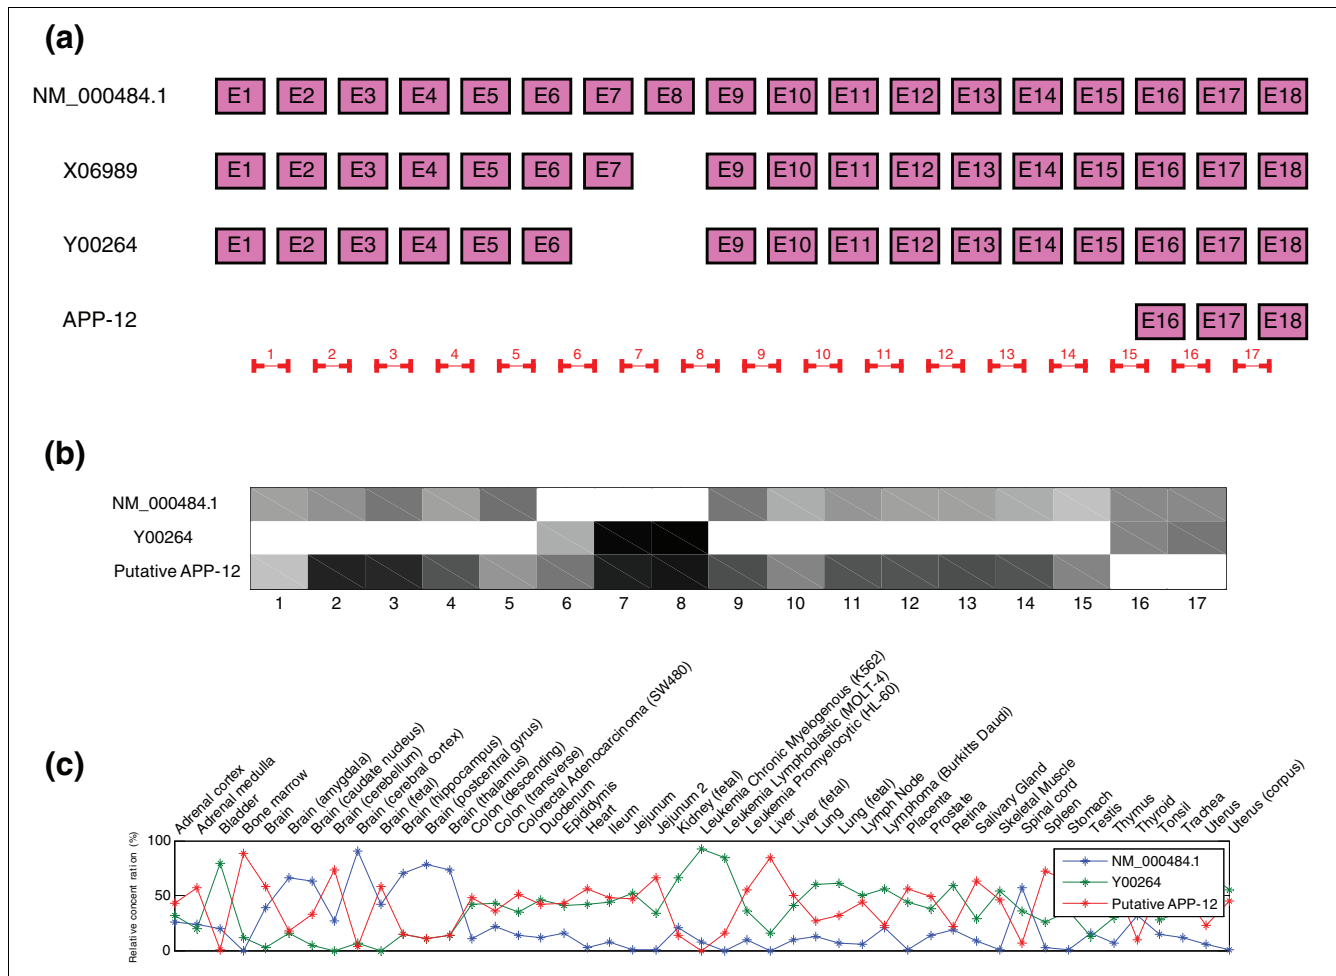 (a)
NM_000484.1 E1 E2 E3 E4 E5 E6 E7 E8 E9 E10 E11 E12 E13 E14 E15 E16 E17 E18
X06989 E1 E2 E3 E4 E5 E6 E7 E9 E10 E11 E12 E13 E14 E15 E16 E17 E18
Y00264 E1 E2 E3 E4 E5 E6 E9 E10 E11 E12 E13 E14 E15 E16 E17 E18
APP-12 E16 E17 E18
1 2 3 4 5 6 7 8 9 10 11 12 13 14 15 16 17
(b)
NM_000484.1
Y00264
Putative APP-12
1 2 3 4 5 6 7 8 9 10 11 12 13 14 15 16 17
(c)
Adrenal cortex
Adrenal medulla
Bladder
Bone marrow
Brain
Brain (amygdala)
Brain (caudate nucleus)
Brain (cerebellum)
Brain (cerebral cortex)
Brain (fetal)
Brain (hippocampus)
Brain (postcentral gyrus)
Brain (thalamus)
Colon (descending)
Colon (transverse)
Colorectal Adenocarcinoma (SW480)
Duodenum
Epididymis
Heart
Ileum
Jejunum
Jejunum 2
Kidney (fetal)
Leukemia Chronic Myelogenous (K562)
Leukemia Lymphoblastic (MOLT-4)
Leukemia Promyelocytic (HL-60)
Liver
Liver (fetal)
Lung
Lung (fetal)
Lymph Node
Lymphoma (Burkitts Daudi)
Placenta
Prostate
Retina
Salivary Gland
Skeletal Muscle
Spinal cord
Spleen
Stomach
Testis
Thymus
Thyroid
Tonsil
Trachea
Uterus
Uterus (corpus)
Relative concent ration (%)
100
50
0
NM_000484.1
Y00264
Putative APP-12